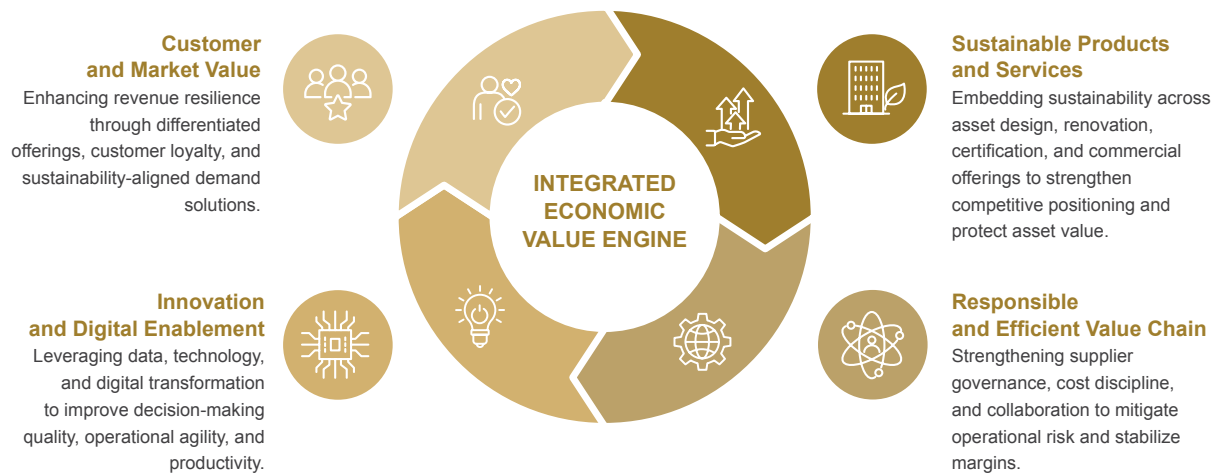 Customer
and Market Value
Enhancing revenue resilience
through differentiated
offerings, customer loyalty, and
sustainability-aligned demand
solutions.
Sustainable Products
and Services
Embedding sustainability across
asset design, renovation,
certification, and commercial
offerings to strengthen
competitive positioning and
protect asset value.
INTEGRATED
ECONOMIC
VALUE ENGINE
Innovation
and Digital Enablement
Leveraging data, technology,
and digital transformation
to improve decision-making
quality, operational agility, and
productivity.
Responsible
and Efficient Value Chain
Strengthening supplier
governance, cost discipline,
and collaboration to mitigate
operational risk and stabilize
margins.